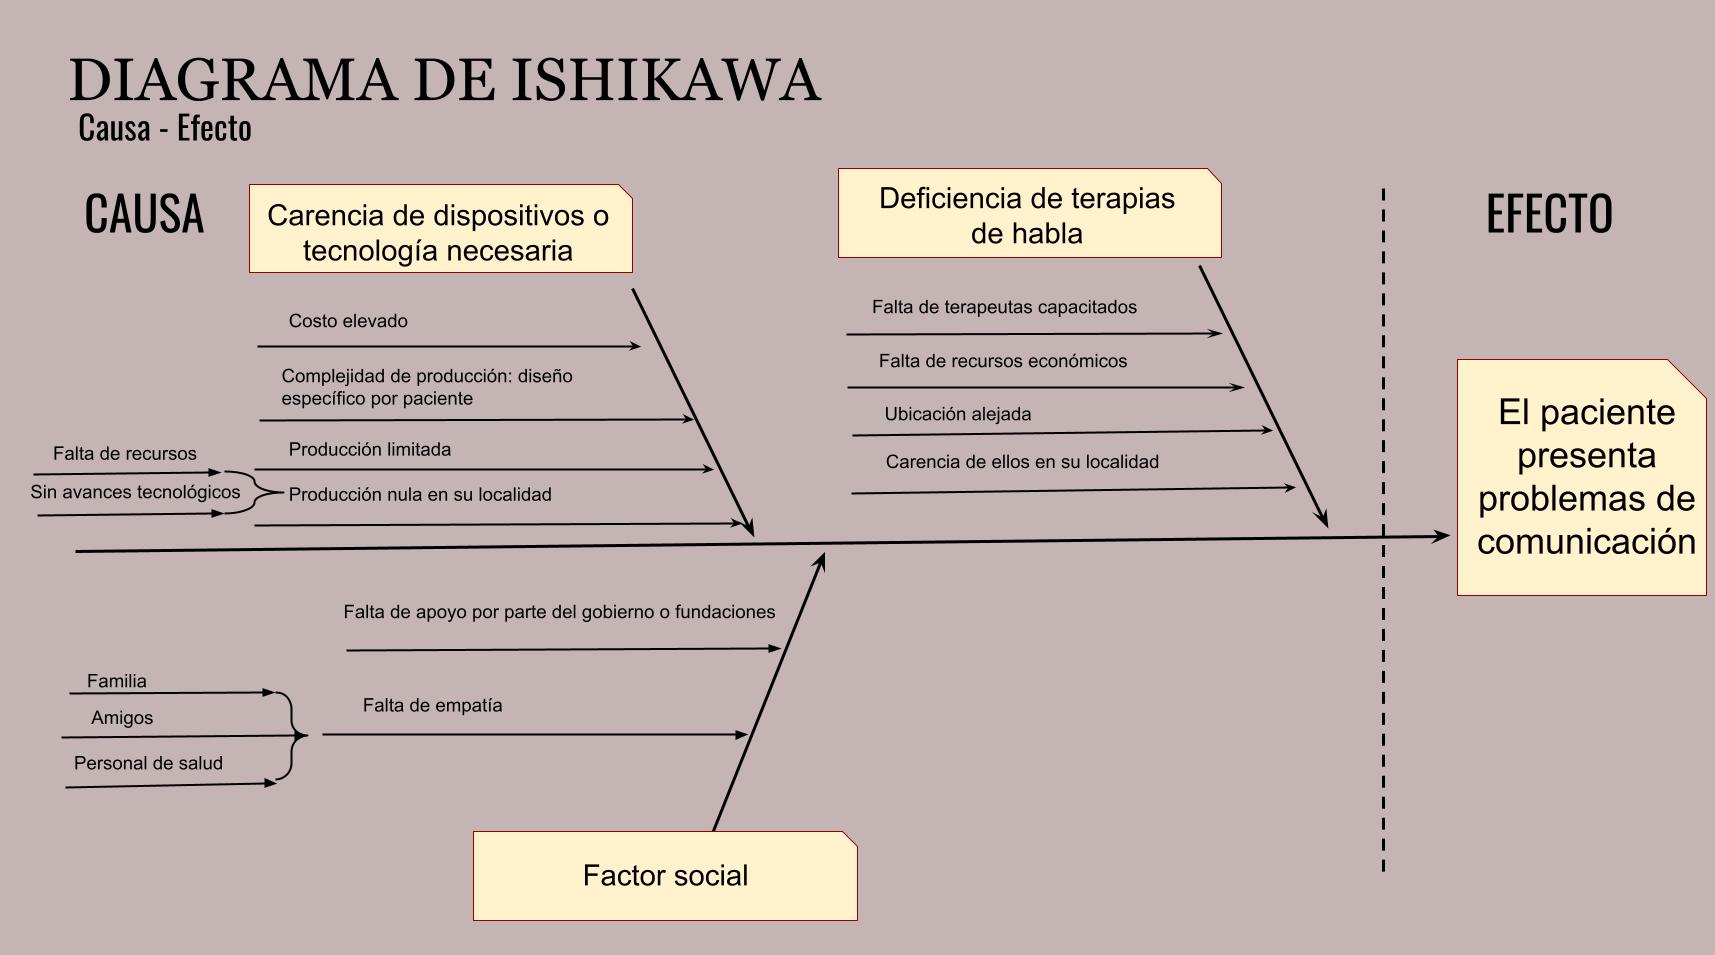 DIAGRAMA DE ISHIKAWA
Causa - Efecto
CAUSA
Carencia de dispositivos o
tecnología necesaria
Costo elevado
Complejidad de producción: diseño
específico por paciente
Producción limitada
Falta de recursos
Sin avances tecnológicos
Producción nula en su localidad
Deficiencia de terapias
de habla
Falta de terapeutas capacitados
Falta de recursos económicos
Ubicación alejada
Carencia de ellos en su localidad
Falta de apoyo por parte del gobierno o fundaciones
Familia
Amigos
Personal de salud
Falta de empatía
Factor social
EFECTO
El paciente
presenta
problemas de
comunicación